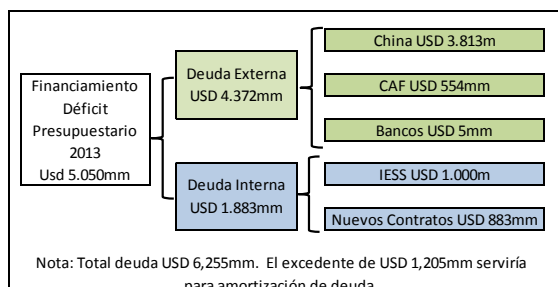 Financiamiento
Déficit
Presupuestario
2013
Usd 5.050mm
Deuda Externa
USD 4.372mm
China USD 3.813m
CAF USD 554mm
Bancos USD 5mm
Deuda Interna
USD 1.883mm
IESS USD 1.000m
Nuevos Contratos USD 883mm
Nota: Total deuda USD 6,255mm. El excedente de USD 1,205mm serviría
para amortización de deuda